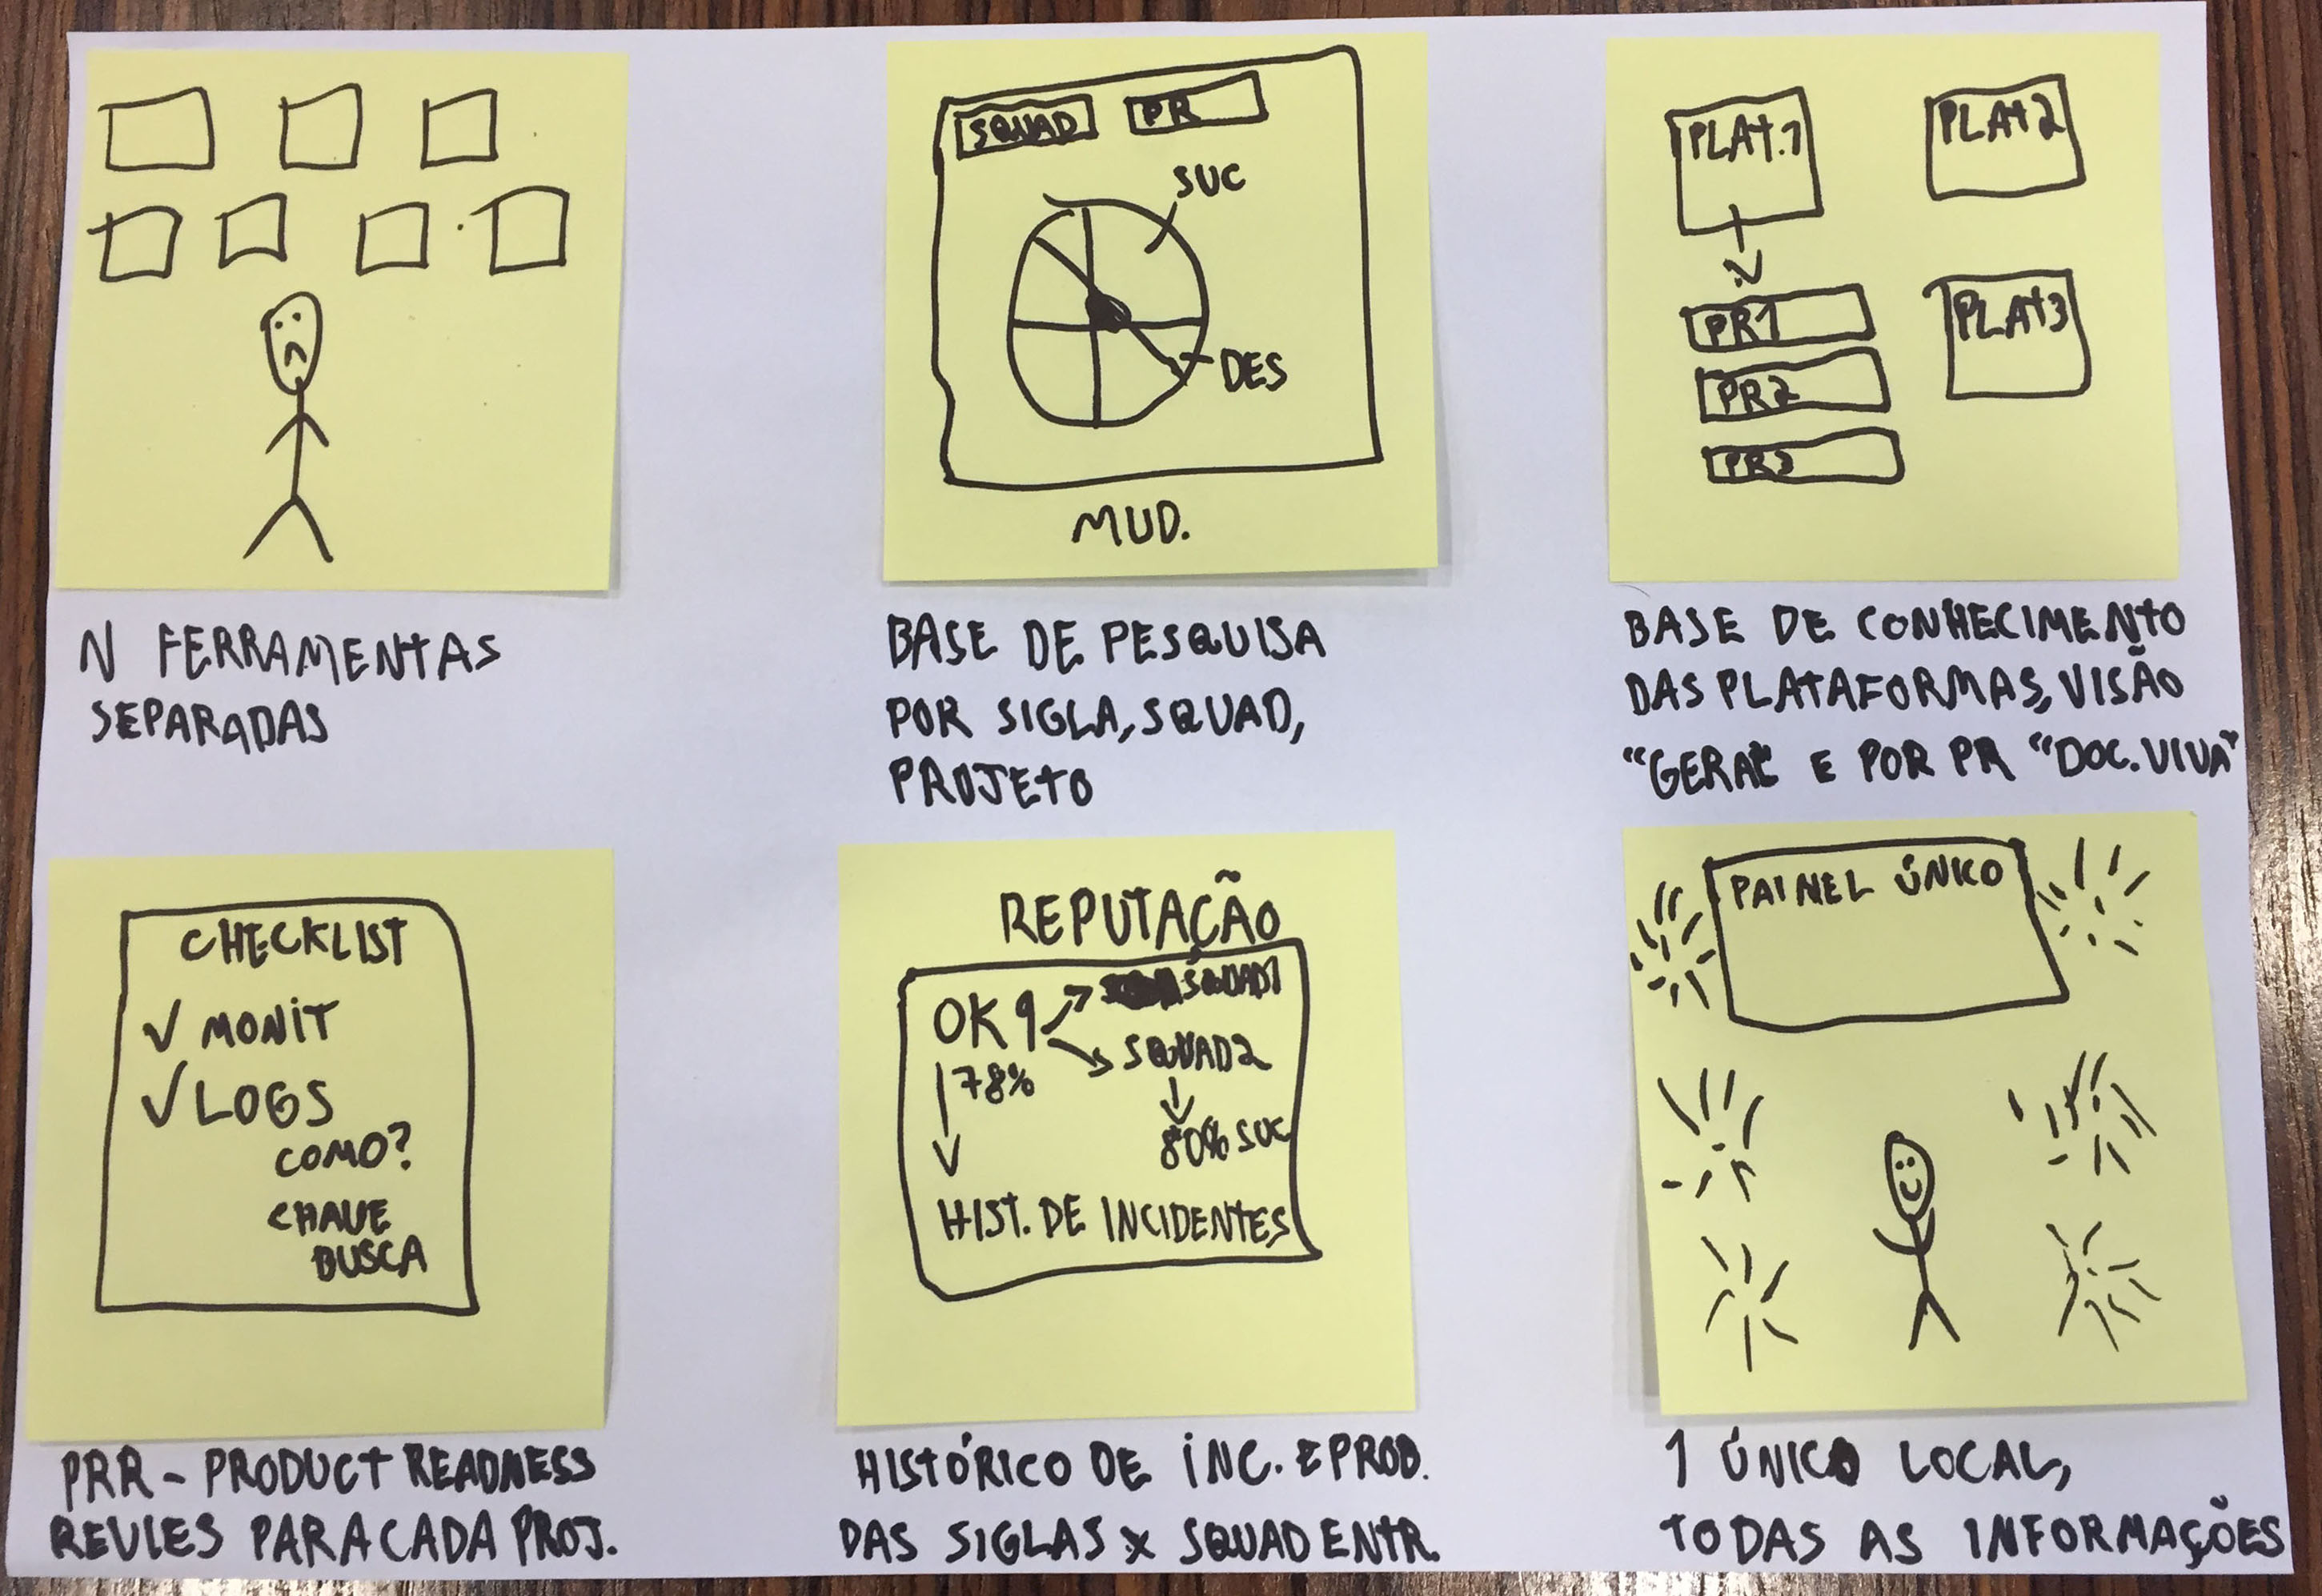 N FERRAMENTAS
SEPARADAS
SQUAD PR
SUC
DES
MUD.
BASE DE PESQUISA
POR SIGLA, SQUAD,
PROJETO
PLAT.1
PLAT2
PLAT3
PR1
PR2
PR3
BASE DE CONHECIMENTO
DAS PLATAFORMAS, VISÃO
"GERAL" E POR PR "DOC. VIVA"
CHECKLIST
√ MONIT
√ LOGS
COMO?
CHAVE
BUSCA
PRR - PRODUCT READNESS
REVIES PARA CADA PROJ.
REPUTAÇÃO
SQUAD1
SQUAD2
78%
80% SUC
HIST. DE INCIDENTES
HISTÓRICO DE INC. E PROD.
DAS SIGLAS X SQUAD ENTR.
PAINEL ÚNICO
1 ÚNICO LOCAL,
TODAS AS INFORMAÇÕES